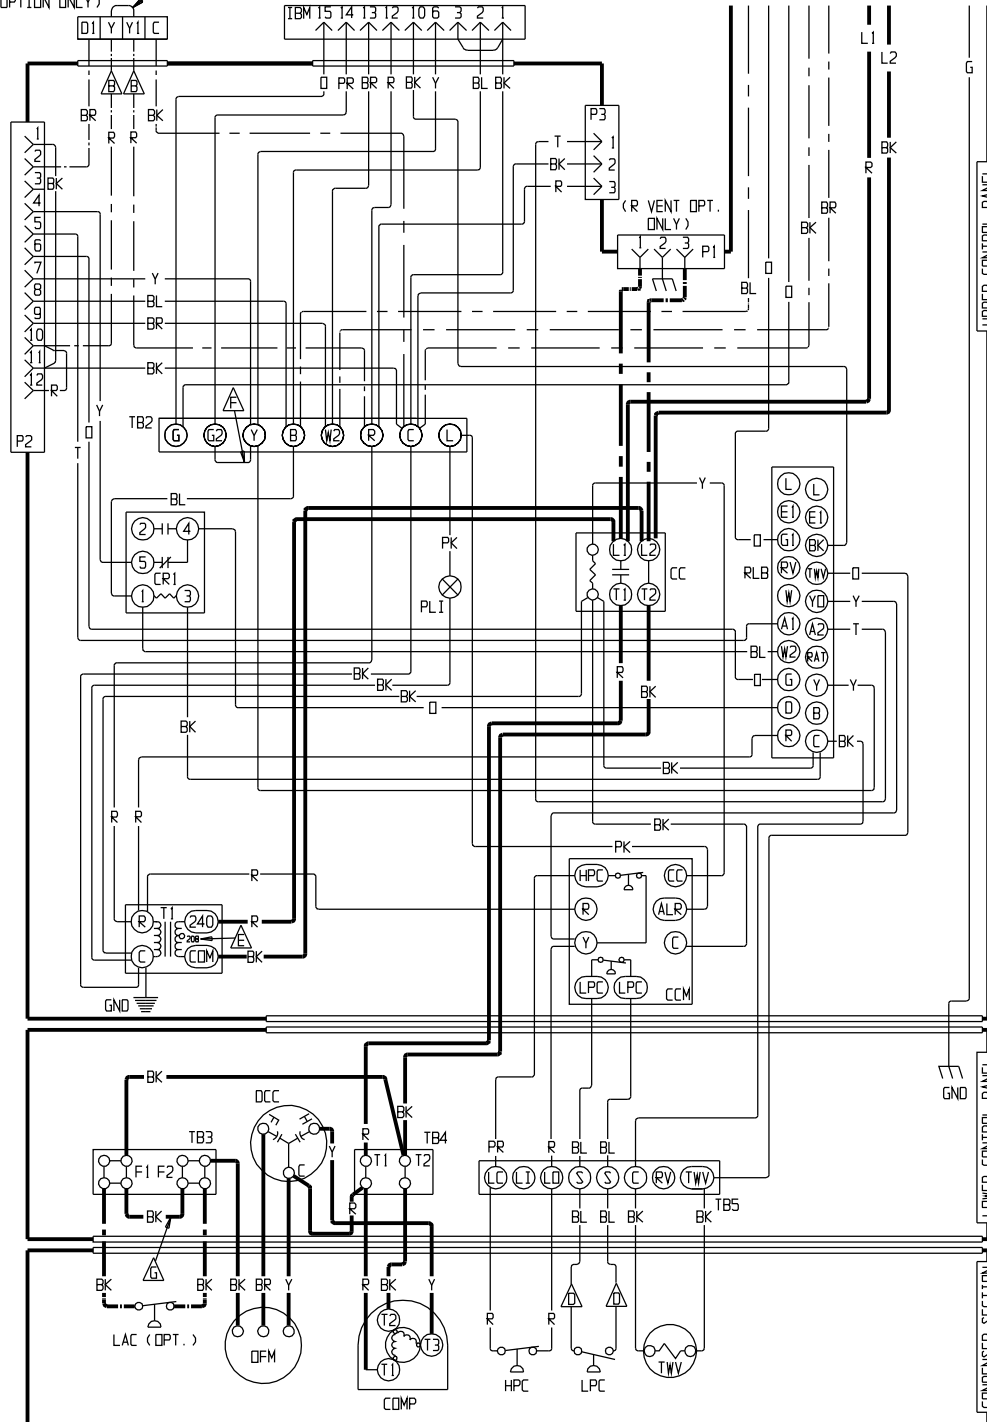 OPTION ONLY)
O1 Y Y1 C
IBM 15 14 13 12 10 6 3 2 1
L1
L2
G
B B
O PR BR R BK Y BL BK
BR R R BK
P3
T 1
BK 2
R 3
BK
R
1
2
3 BK
4
5
6
7 Y
8 BL
9 BR
10
11 BK
12 R
P2
(R VENT OPT.
ONLY)
1 2 3 P1
BL O O BK BR
UPPER CONTROL PANEL
Y O T
F
TB2 G G2 Y B W2 R C L
BL
Y
2 4
5
CR1
1 3
PK
PLI
L1 L2
CC
T1 T2
RLB
L L
E1 E1
O G1 BK
RV TWV O
W YO Y
A1 A2 T
BL W2 RAT
O G Y Y
O B
R C BK
R
BK
BK
BK
BK
O
BK
BK
R R
BK
PK
R
HPC CC
R ALR
Y C
LPC LPC
CCM
T1
R 240 R
208 E
C COM BK
GND
GND
BK
OCC
F H
C
Y
R
BK
TB3
F1 F2
BK
G
TB4
T1 T2
R
PR R BL BL
LC LI LO S S C RV TWV
TB5
BL BL BK BK
LOWER CONTROL PANEL
BK BK BK BR Y R BK Y
D D
R R
LAC (OPT.)
OFM
T2
T3
T1
COMP
HPC LPC TWV
CONDENSER SECTION